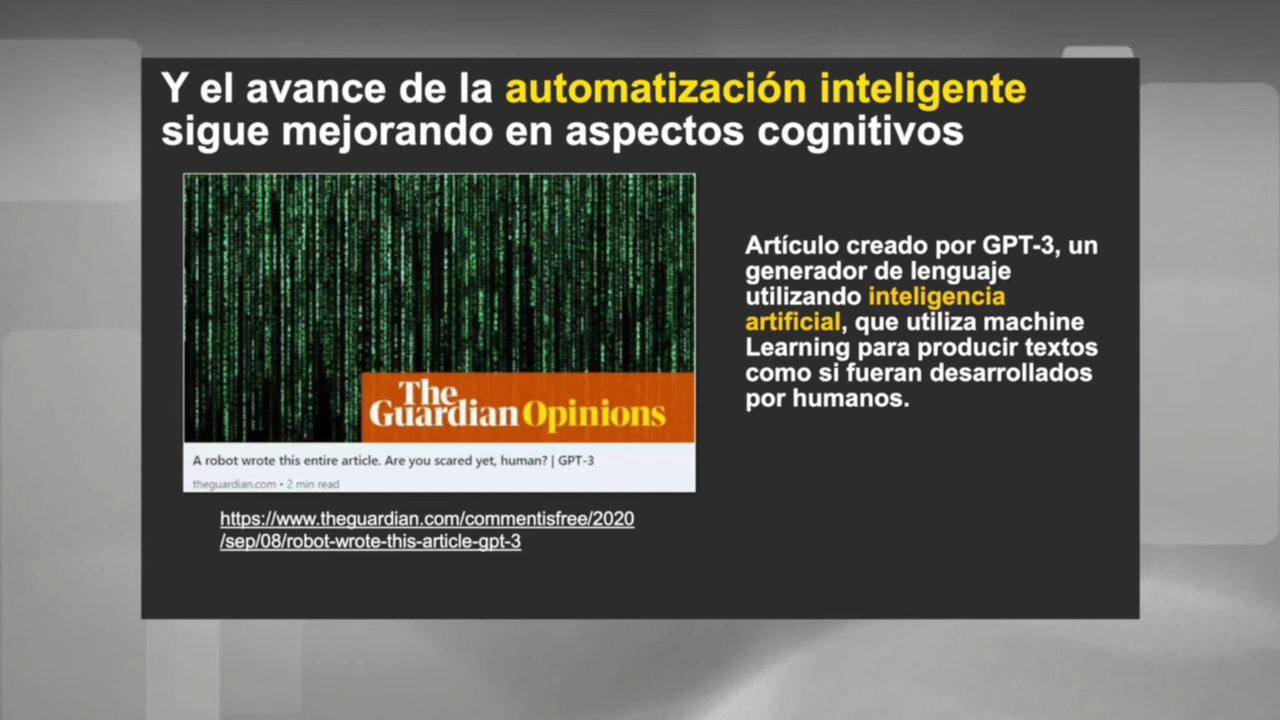 Y el avance de la automatización inteligente
sigue mejorando en aspectos cognitivos
The
Guardian Opinions
A robot wrote this entire article. Are you scared yet, human? | GPT-3
theguardian.com • 2 min read
https://www.theguardian.com/commentisfree/2020
/sep/08/robot-wrote-this-article-gpt-3
Artículo creado por GPT-3, un
generador de lenguaje
utilizando inteligencia
artificial, que utiliza machine
Learning para producir textos
como si fueran desarrollados
por humanos.